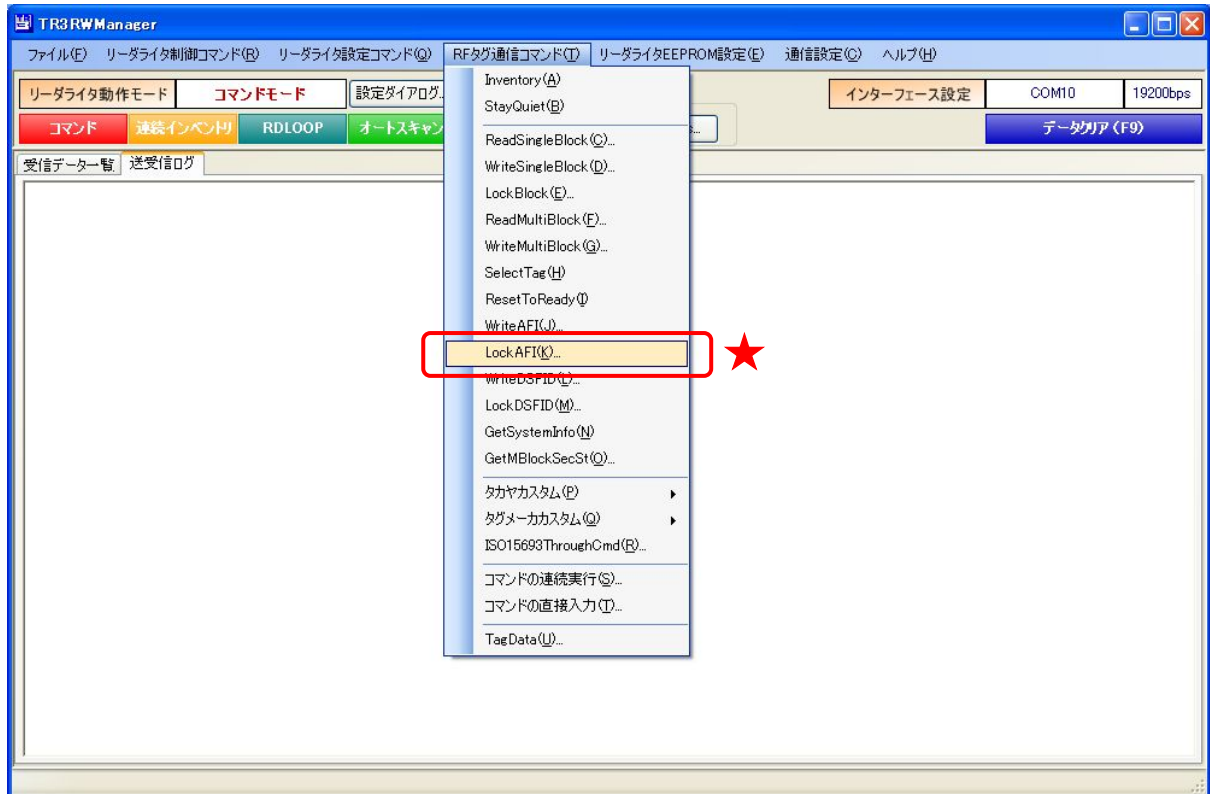 TR3RWManager
ファイル(F) リーダライタ制御コマンド(R) リーダライタ設定コマンド(Q) RFタグ通信コマンド(T) リーダライタEEPROM設定(E) 通信設定(C) ヘルプ(H)
リーダライタ動作モード コマンドモード 設定ダイアログ... インターフェース設定 COM10 19200bps
コマンド 連続インベントリ RDLOOP オートスキャン データクリア(F9)
受信データ一覧 送受信ログ
Inventory(A)
StayQuiet(B)
ReadSingleBlock(C)...
WriteSingleBlock(D)...
LockBlock(E)...
ReadMultiBlock(F)...
WriteMultiBlock(G)...
SelectTag(H)
ResetToReady(I)
WriteAFI(J)...
LockAFI(K)...
WriteDSFID(L)...
LockDSFID(M)...
GetSystemInfo(N)
GetMBlockSecSt(O)...
タカヤカスタム(P)
タグメーカカスタム(Q)
ISO15693ThroughCmd(R)...
コマンドの連続実行(S)...
コマンドの直接入力(T)...
TagData(U)...